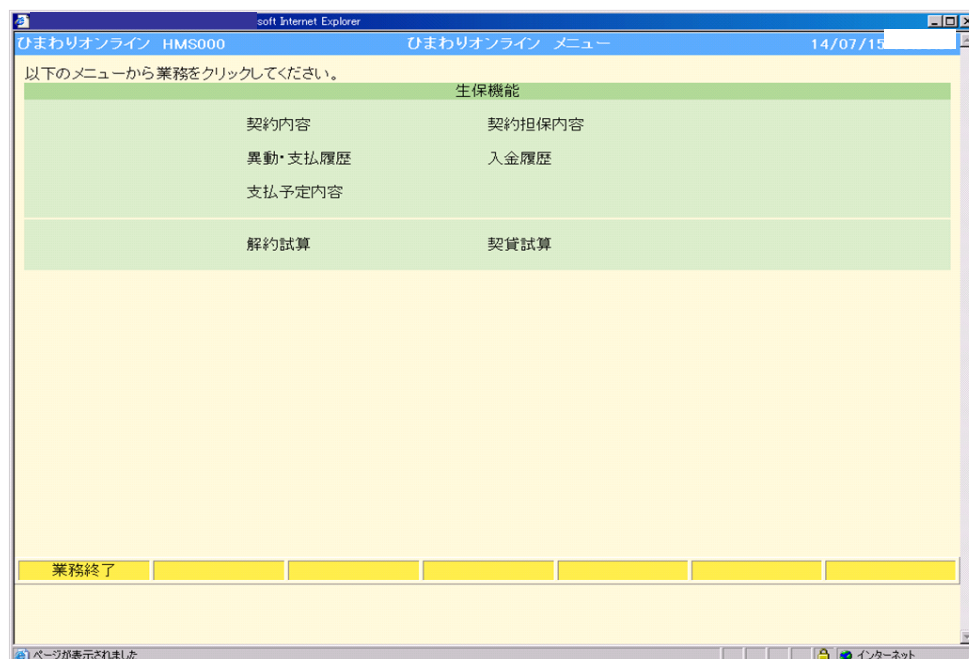 soft Internet Explorer
ひまわりオンライン HMS000 ひまわりオンライン メニュー 14/07/15
以下のメニューから業務をクリックしてください。
生保機能
契約内容 契約担保内容
異動・支払履歴 入金履歴
支払予定内容
解約試算 契貸試算
業務終了
ページが表示されました インターネット